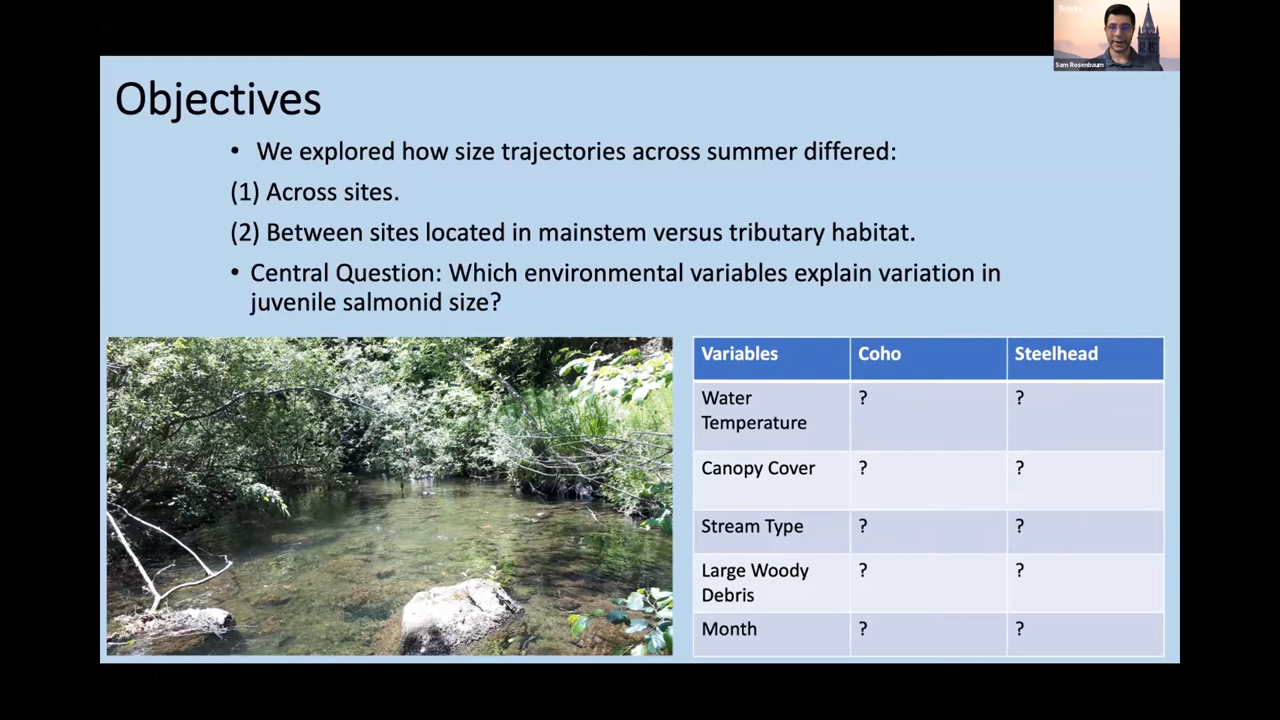 Sam Rosenbaum
Objectives
• We explored how size trajectories across summer differed:
(1) Across sites.
(2) Between sites located in mainstem versus tributary habitat.
• Central Question: Which environmental variables explain variation in
juvenile salmonid size?
Variables Coho Steelhead
Water
Temperature ? ?
Canopy Cover ? ?
Stream Type ? ?
Large Woody
Debris ? ?
Month ? ?